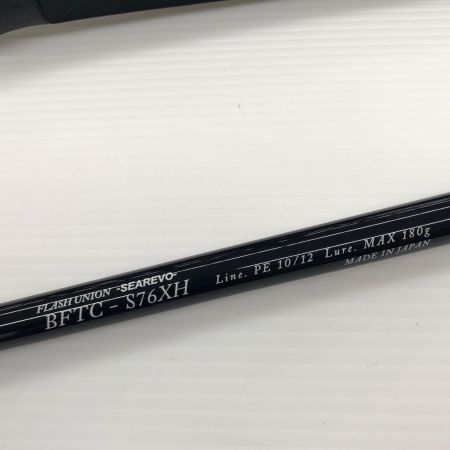 FLASH UNION -SEAREVO-
BFTC - S76XH
Line. PE 10/12 Lure. MAX 180g
MADE IN JAPAN